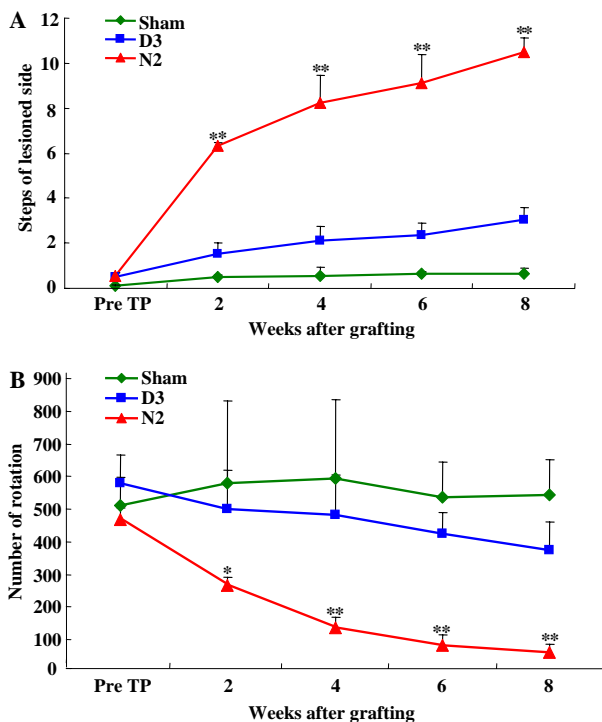 A
Sham
D3
N2
Steps of lesioned side
12
10
8
6
4
2
0
**
**
**
**
Pre TP 2 4 6 8
Weeks after grafting
B
Sham
D3
N2
Number of rotation
900
800
700
600
500
400
300
200
100
0
*
**
**
**
Pre TP 2 4 6 8
Weeks after grafting